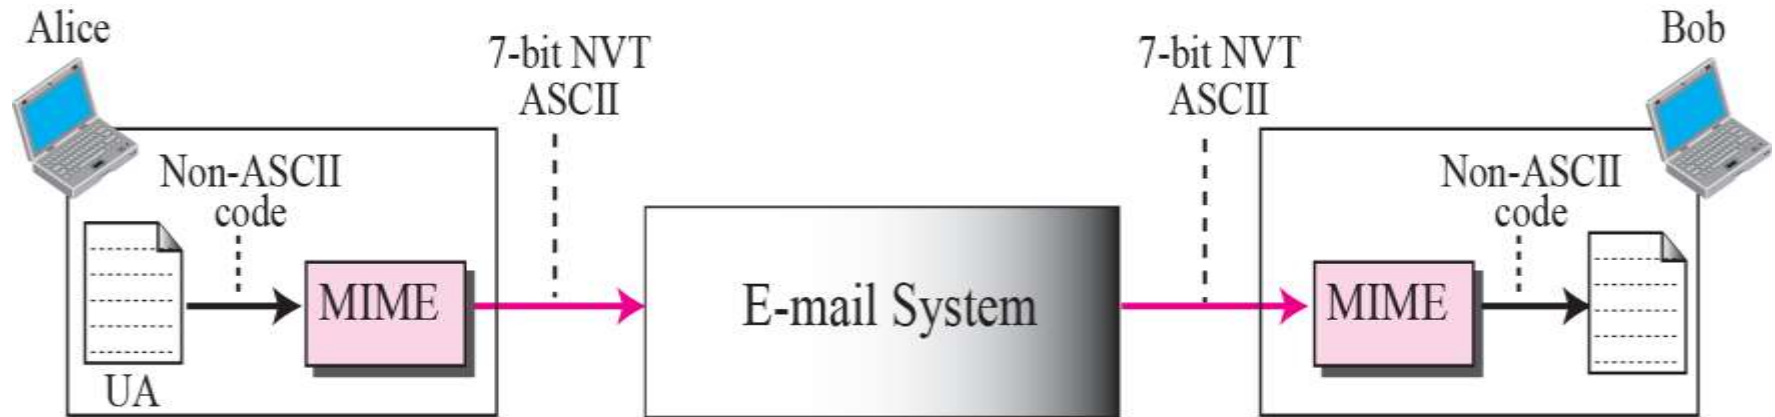 Alice
7-bit NVT
ASCII
7-bit NVT
ASCII
Bob
Non-ASCII
code
Non-ASCII
code
MIME
E-mail System
MIME
UA